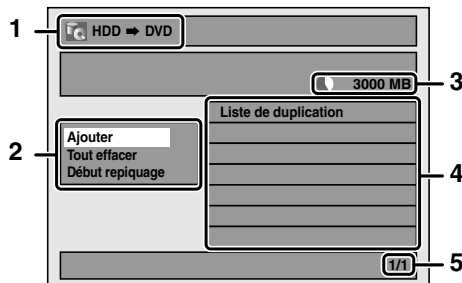 1 HDD ➡ DVD
3000 MB 3
Liste de duplication
Ajouter
2 Tout effacer
Début repiquage
4
1/1 5